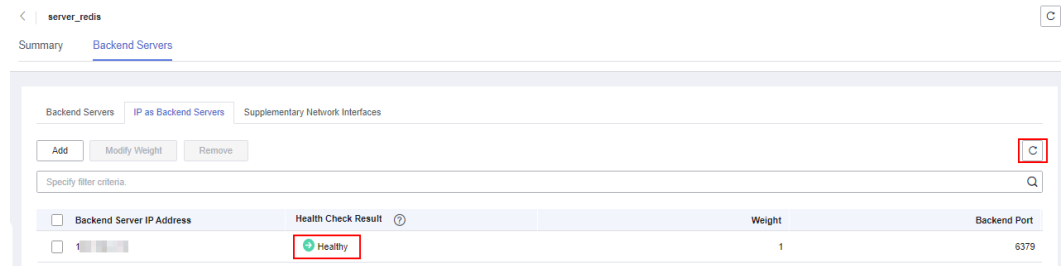 server_redis
Summary Backend Servers
Backend Servers IP as Backend Servers Supplementary Network Interfaces
Add Modify Weight Remove
Specify filter criteria.
Backend Server IP Address Health Check Result ? Weight Backend Port
Healthy 1 6379